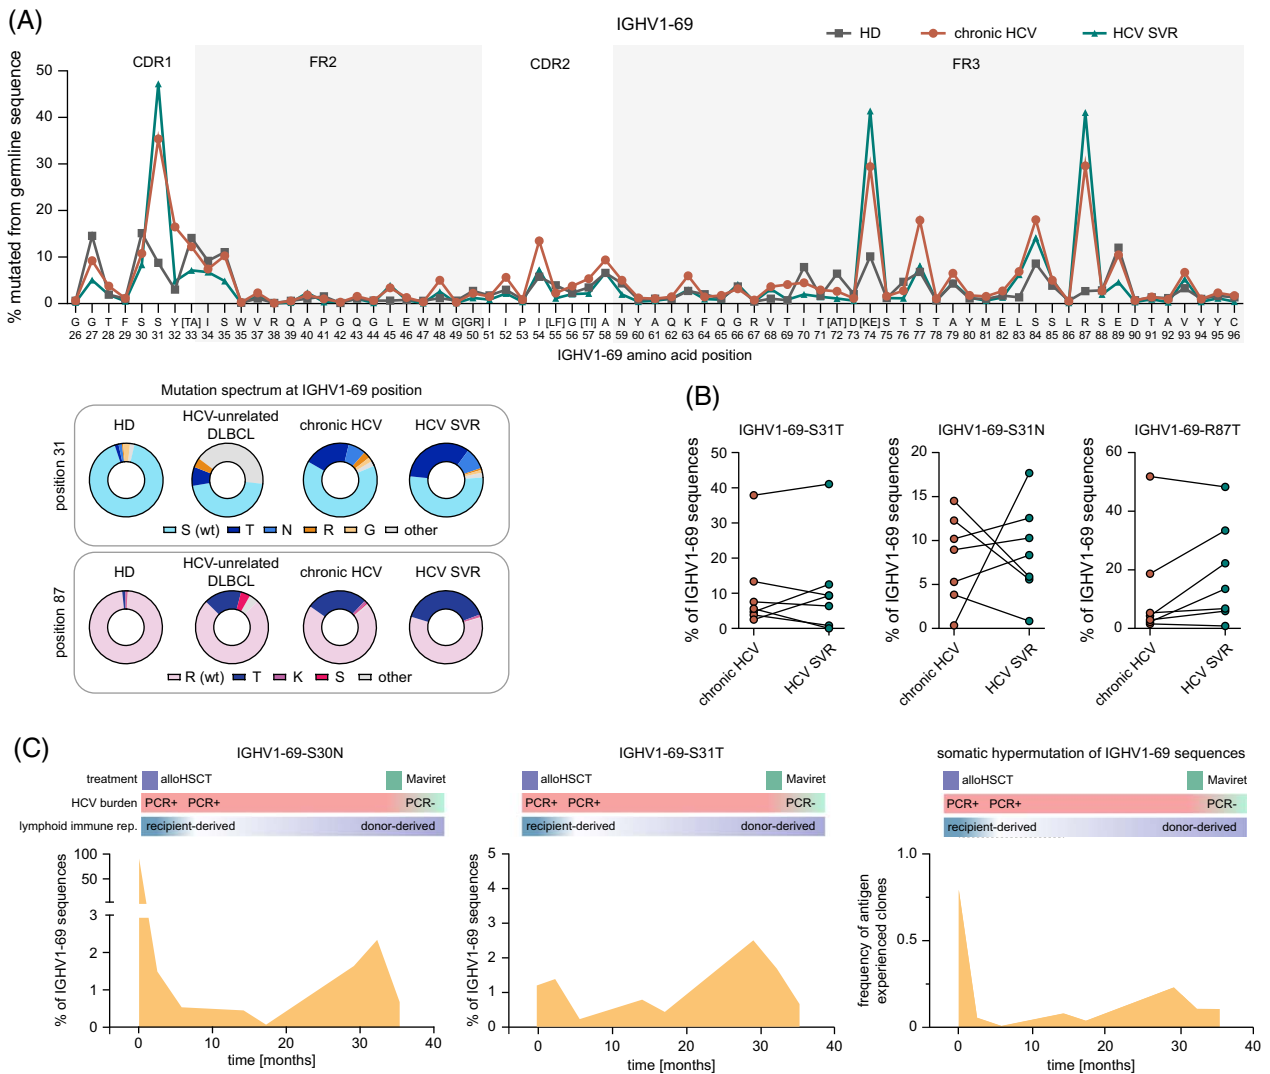 (A)
IGHV1-69
HD chronic HCV HCV SVR
% mutated from germline sequence
50
40
30
20
10
0
CDR1 FR2 CDR2 FR3
G G T F S S Y [TA] I S W V R Q A P G Q G L E W M G[GR] I I P I [LF] G [TI] A N Y A Q K F Q G R V T I T [AT] D [KE] S T S T A Y M E L S S L R S E D T A V Y Y C
26 27 28 29 30 31 32 33 34 35 35 37 38 39 40 41 42 43 44 45 46 47 48 49 50 51 52 53 54 55 56 57 58 59 60 61 62 63 64 65 66 67 68 69 70 71 72 73 74 75 76 77 78 79 80 81 82 83 84 85 86 87 88 89 90 91 92 93 94 95 96
IGHV1-69 amino acid position
Mutation spectrum at IGHV1-69 position
position 31
HD HCV-unrelated DLBCL chronic HCV HCV SVR
S (wt) T N R G other
position 87
HD HCV-unrelated DLBCL chronic HCV HCV SVR
R (wt) T K S other
(B)
IGHV1-69-S31T
% of IGHV1-69 sequences
50
40
30
20
10
0
chronic HCV HCV SVR
IGHV1-69-S31N
% of IGHV1-69 sequences
20
15
10
5
0
chronic HCV HCV SVR
IGHV1-69-R87T
% of IGHV1-69 sequences
60
40
20
0
chronic HCV HCV SVR
(C)
IGHV1-69-S30N
treatment alloHSCT Maviret
HCV burden PCR+ PCR+ PCR-
lymphoid immune rep. recipient-derived donor-derived
% of IGHV1-69 sequences
100
50
3
2
1
0
0 10 20 30 40
time [months]
IGHV1-69-S31T
alloHSCT Maviret
PCR+ PCR+ PCR-
recipient-derived donor-derived
% of IGHV1-69 sequences
5
4
3
2
1
0
0 10 20 30 40
time [months]
somatic hypermutation of IGHV1-69 sequences
alloHSCT Maviret
PCR+ PCR+ PCR-
recipient-derived donor-derived
frequency of antigen
experienced clones
1.0
0.5
0
0 10 20 30 40
time [months]